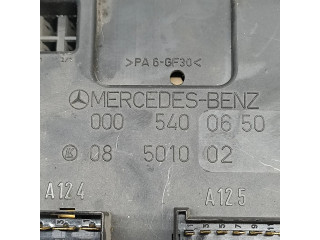 >PA 6-GF30<
MERCEDES-BENZ
000 540 06 50
08 5010 02
A124
A125